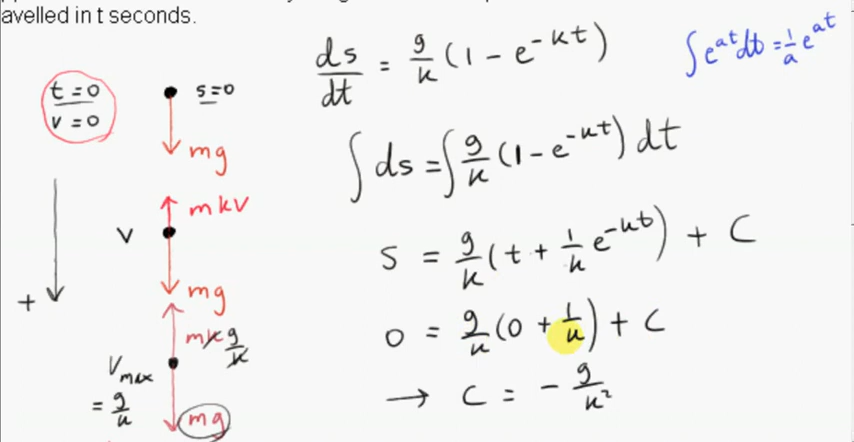 avelled in t seconds.
ds/dt = g/k (1 - e^-kt)
∫e^at dt = 1/a e^at
t = 0
v = 0
s = 0
mg
∫ds = ∫ g/k (1 - e^-kt) dt
mkv
v
mg
+
s = g/k (t + 1/k e^-kt) + C
mk g/k
0 = g/k (0 + 1/k) + C
Vmax
= g/k
mg
→ C = - g/k²